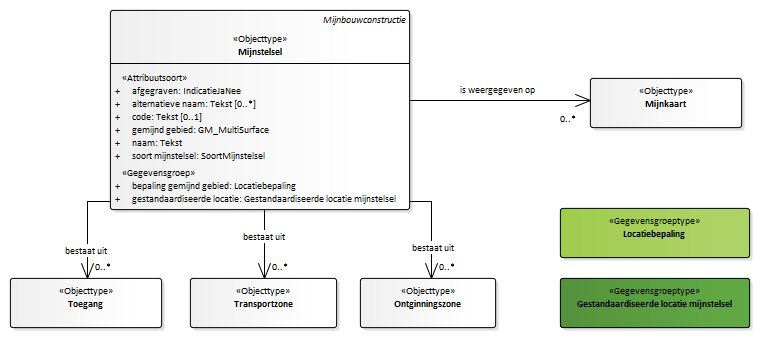 Mijnbouwconstructie
«Objecttype»
Mijnstelsel
«Attribuutsoort»
+ afgegraven: IndicatieJaNee
+ alternatieve naam: Tekst [0..*]
+ code: Tekst [0..1]
+ gemijnd gebied: GM_MultiSurface
+ naam: Tekst
+ soort mijnstelsel: SoortMijnstelsel
«Gegevensgroep»
+ bepaling gemijnd gebied: Locatiebepaling
+ gestandaardiseerde locatie: Gestandaardiseerde locatie mijnstelsel
is weergegeven op
0..*
«Objecttype»
Mijnkaart
bestaat uit
0..*
bestaat uit
0..*
bestaat uit
0..*
«Objecttype»
Toegang
«Objecttype»
Transportzone
«Objecttype»
Ontginningszone
«Gegevensgroeptype»
Locatiebepaling
«Gegevensgroeptype»
Gestandaardiseerde locatie mijnstelsel